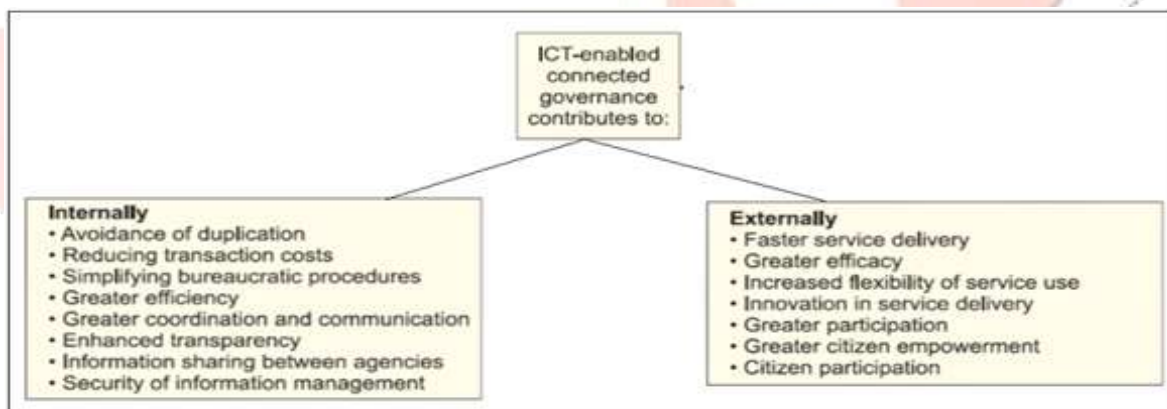 ICT-enabled
connected
governance
contributes to:
Internally
• Avoidance of duplication
• Reducing transaction costs
• Simplifying bureaucratic procedures
• Greater efficiency
• Greater coordination and communication
• Enhanced transparency
• Information sharing between agencies
• Security of information management
Externally
• Faster service delivery
• Greater efficacy
• Increased flexibility of service use
• Innovation in service delivery
• Greater participation
• Greater citizen empowerment
• Citizen participation